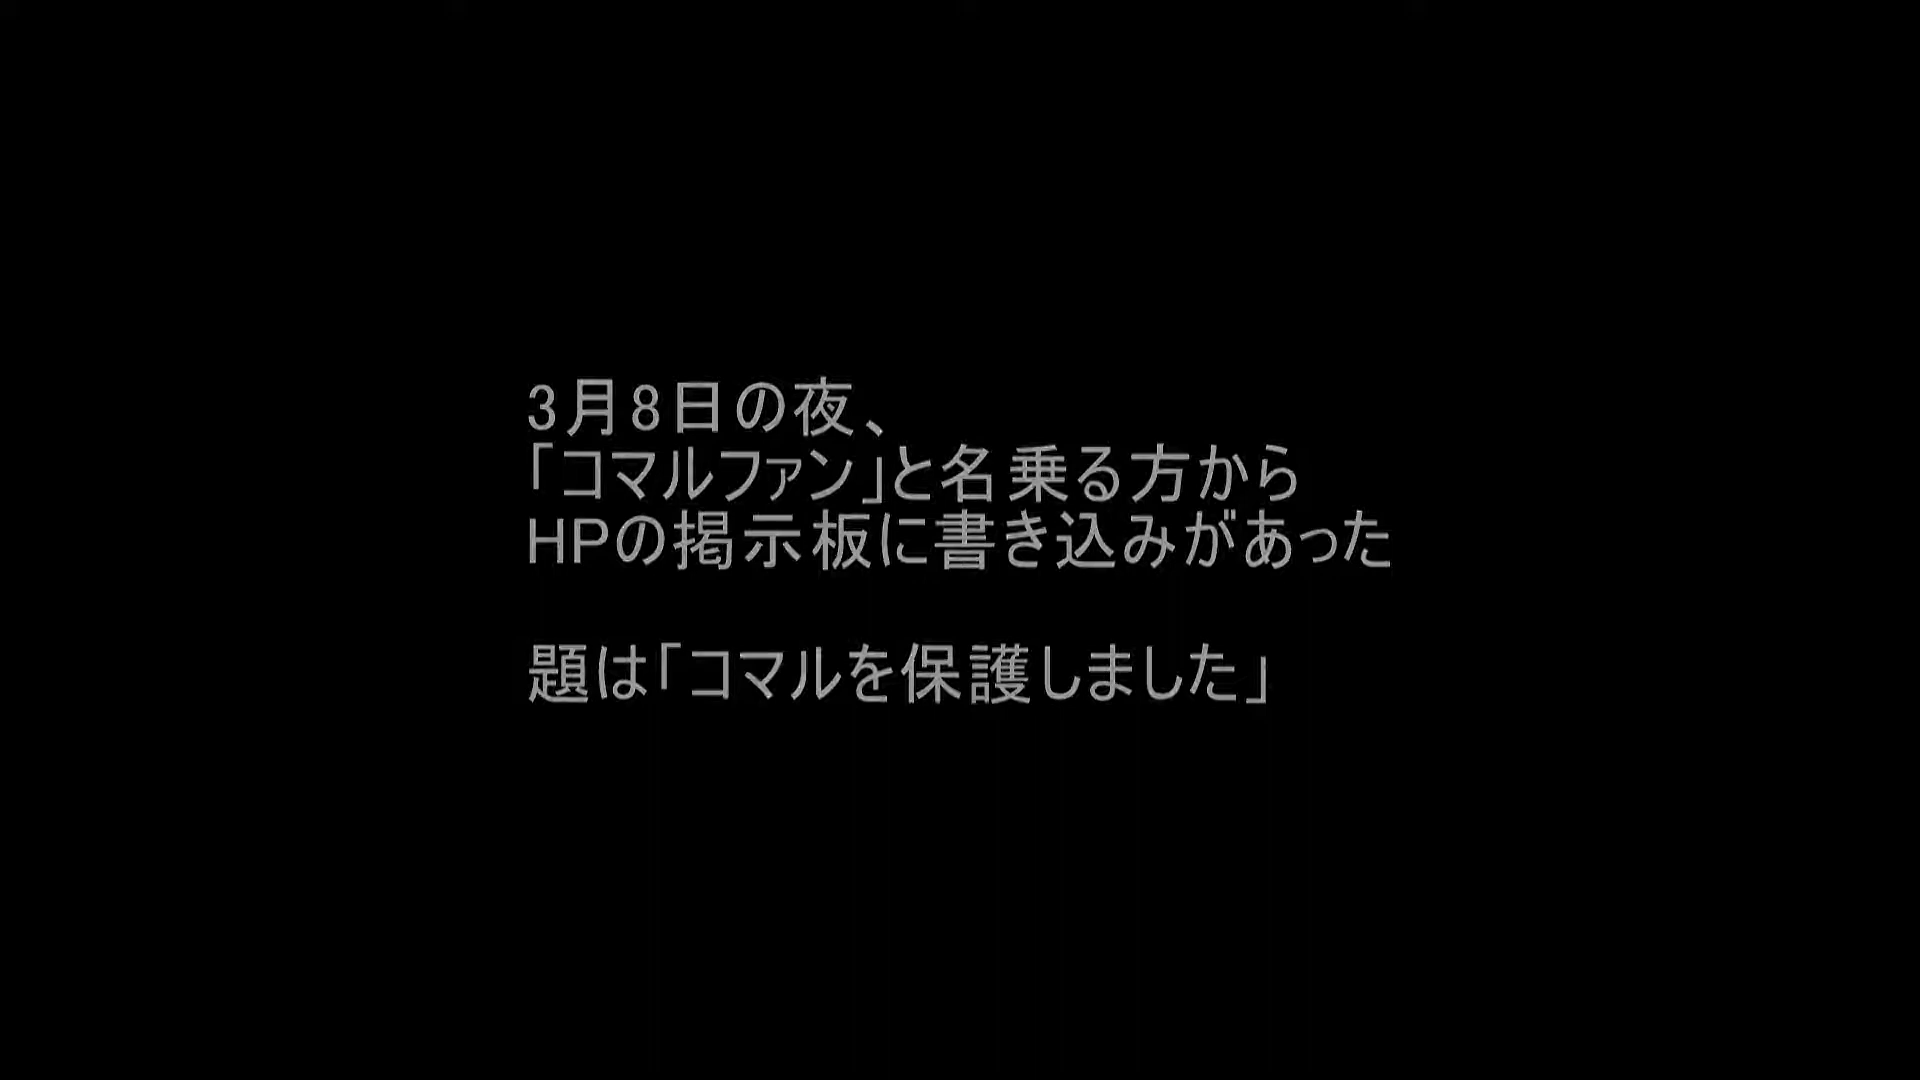 3月8日の夜、
「コマルファン」と名乗る方から
HPの掲示板に書き込みがあった
題は「コマルを保護しました」